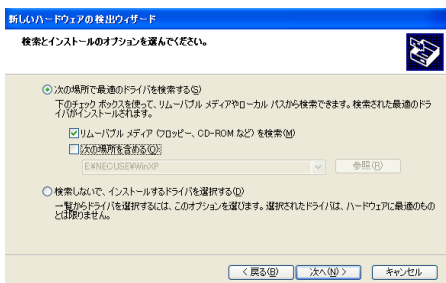 新しいハードウェアの検出ウィザード
検索とインストールのオプションを選んでください。
次の場所で最適のドライバを検索する(S)
下のチェック ボックスを使って、リムーバブル メディアやローカル パスから検索できます。検索された最適のドラ
イバがインストールされます。
リムーバブル メディア (フロッピー、CD-ROM など) を検索(M)
次の場所を含める(O):
E:¥NECUSE¥WinXP
参照(R)
検索しないで、インストールするドライバを選択する(D)
一覧からドライバを選択するには、このオプションを選びます。選択されたドライバは、ハードウェアに最適のもの
とは限りません。
< 戻る(B) 次へ(N) > キャンセル